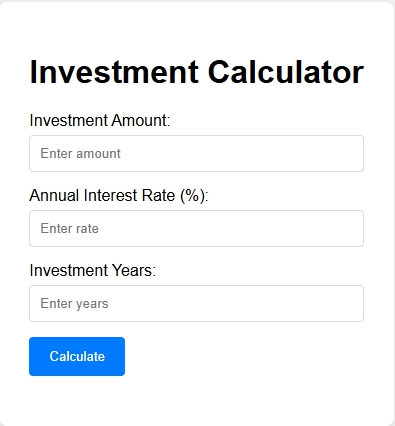 Investment Calculator
Investment Amount:
Enter amount
Annual Interest Rate (%):
Enter rate
Investment Years:
Enter years
Calculate